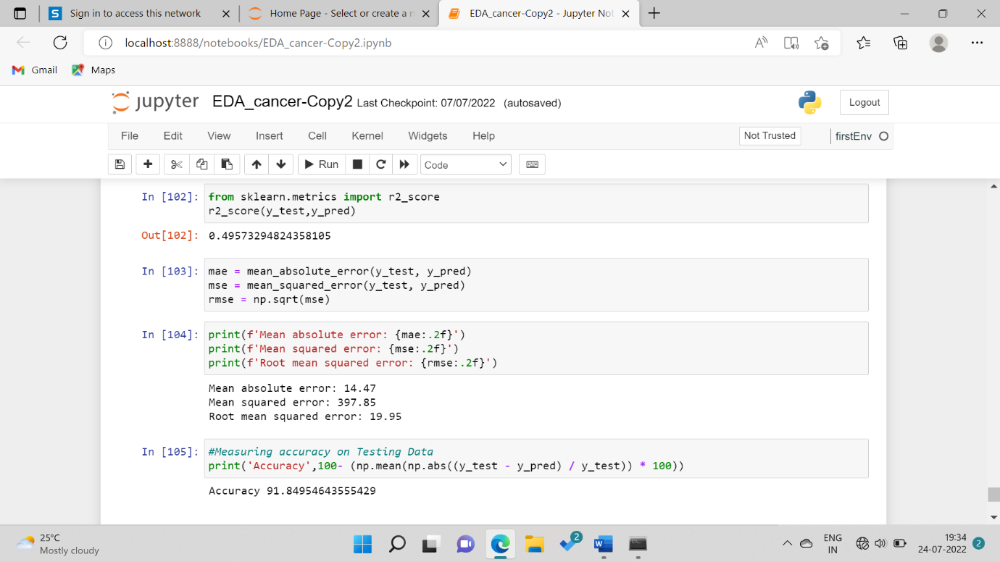 Sign in to access this network
Home Page - Select or create a n
EDA_cancer-Copy2 - Jupyter Not
localhost:8888/notebooks/EDA_cancer-Copy2.ipynb
Gmail
Maps
jupyter EDA_cancer-Copy2 Last Checkpoint: 07/07/2022 (autosaved)
Logout
File Edit View Insert Cell Kernel Widgets Help
Not Trusted
firstEnv
Run
Code
In [102]: from sklearn.metrics import r2_score
r2_score(y_test,y_pred)
Out[102]: 0.49573294824358105
In [103]: mae = mean_absolute_error(y_test, y_pred)
mse = mean_squared_error(y_test, y_pred)
rmse = np.sqrt(mse)
In [104]: print(f'Mean absolute error: {mae:.2f}')
print(f'Mean squared error: {mse:.2f}')
print(f'Root mean squared error: {rmse:.2f}')
Mean absolute error: 14.47
Mean squared error: 397.85
Root mean squared error: 19.95
In [105]: #Measuring accuracy on Testing Data
print('Accuracy',100- (np.mean(np.abs((y_test - y_pred) / y_test)) * 100))
Accuracy 91.84954643555429
25°C
Mostly cloudy
2
ENG
IN
19:34
24-07-2022
2